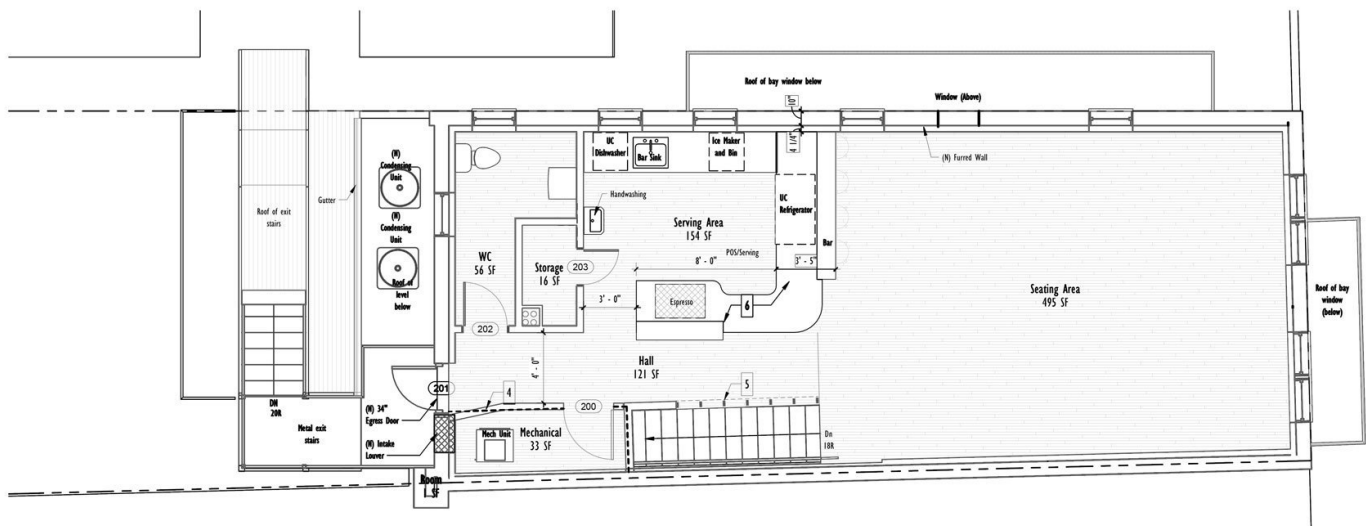 Roof of bay window below
10"
Window (Above)
4 1/4"
(N) Furred Wall
(N)
Condensing
Unit
(N)
Condensing
Unit
Roof of
level
below
Gutter
Roof of exit
stairs
UC
Dishwasher
Bar Sink
Ice Maker
and Bin
Handwashing
UC
Refrigerator
Serving Area
154 SF
POS/Serving
Bar
8' - 0"
3' - 5"
WC
56 SF
Storage
16 SF
203
3' - 0"
Espresso
6
Seating Area
495 SF
Roof of bay
window
(below)
202
4' - 0"
Hall
121 SF
201
4
5
200
DN
20R
(N) 34"
Egress Door
Metal exit
stairs
(N) Intake
Louver
Mech Unit
Mechanical
33 SF
Dn
18R
Room
1 SF